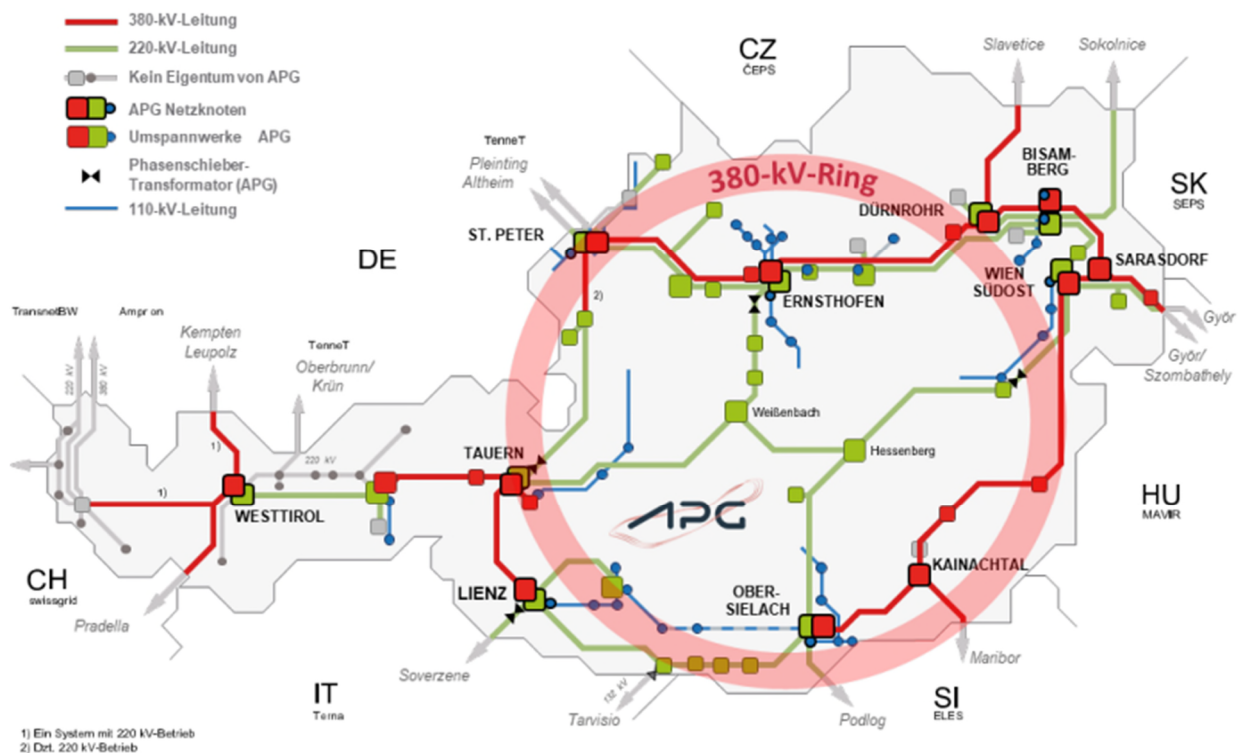 380-kV-Leitung
220-kV-Leitung
Kein Eigentum von APG
APG Netzknoten
Umspannwerke APG
Phasenschieber-
Transformator (APG)
110-kV-Leitung
CZ
ČEPS
Slavetice
Sokolnice
TenneT
Pleinting
Altheim
380-kV-Ring
BISAM-
BERG
SK
SEPS
DÜRNROHR
ST. PETER
DE
SARASDORF
WIEN
SÜDOST
ERNSTHOFEN
2)
TransnetBW
Ampr on
Kempten
Leupolz
TenneT
Oberbrunn/
Krün
Györ
Györ/
Szombathely
220 kV
380 kV
Weißenbach
1)
TAUERN
220 kV
Hessenberg
1)
WESTTIROL
APG
HU
MAVIR
CH
swissgrid
KAINACHTAL
LIENZ
OBER-
SIELACH
Pradella
Maribor
Soverzene
132 kV
IT
Terna
Tarvisio
Podlog
SI
ELES
1) Ein System mit 220 kV-Betrieb
2) Dzt. 220 kV-Betrieb